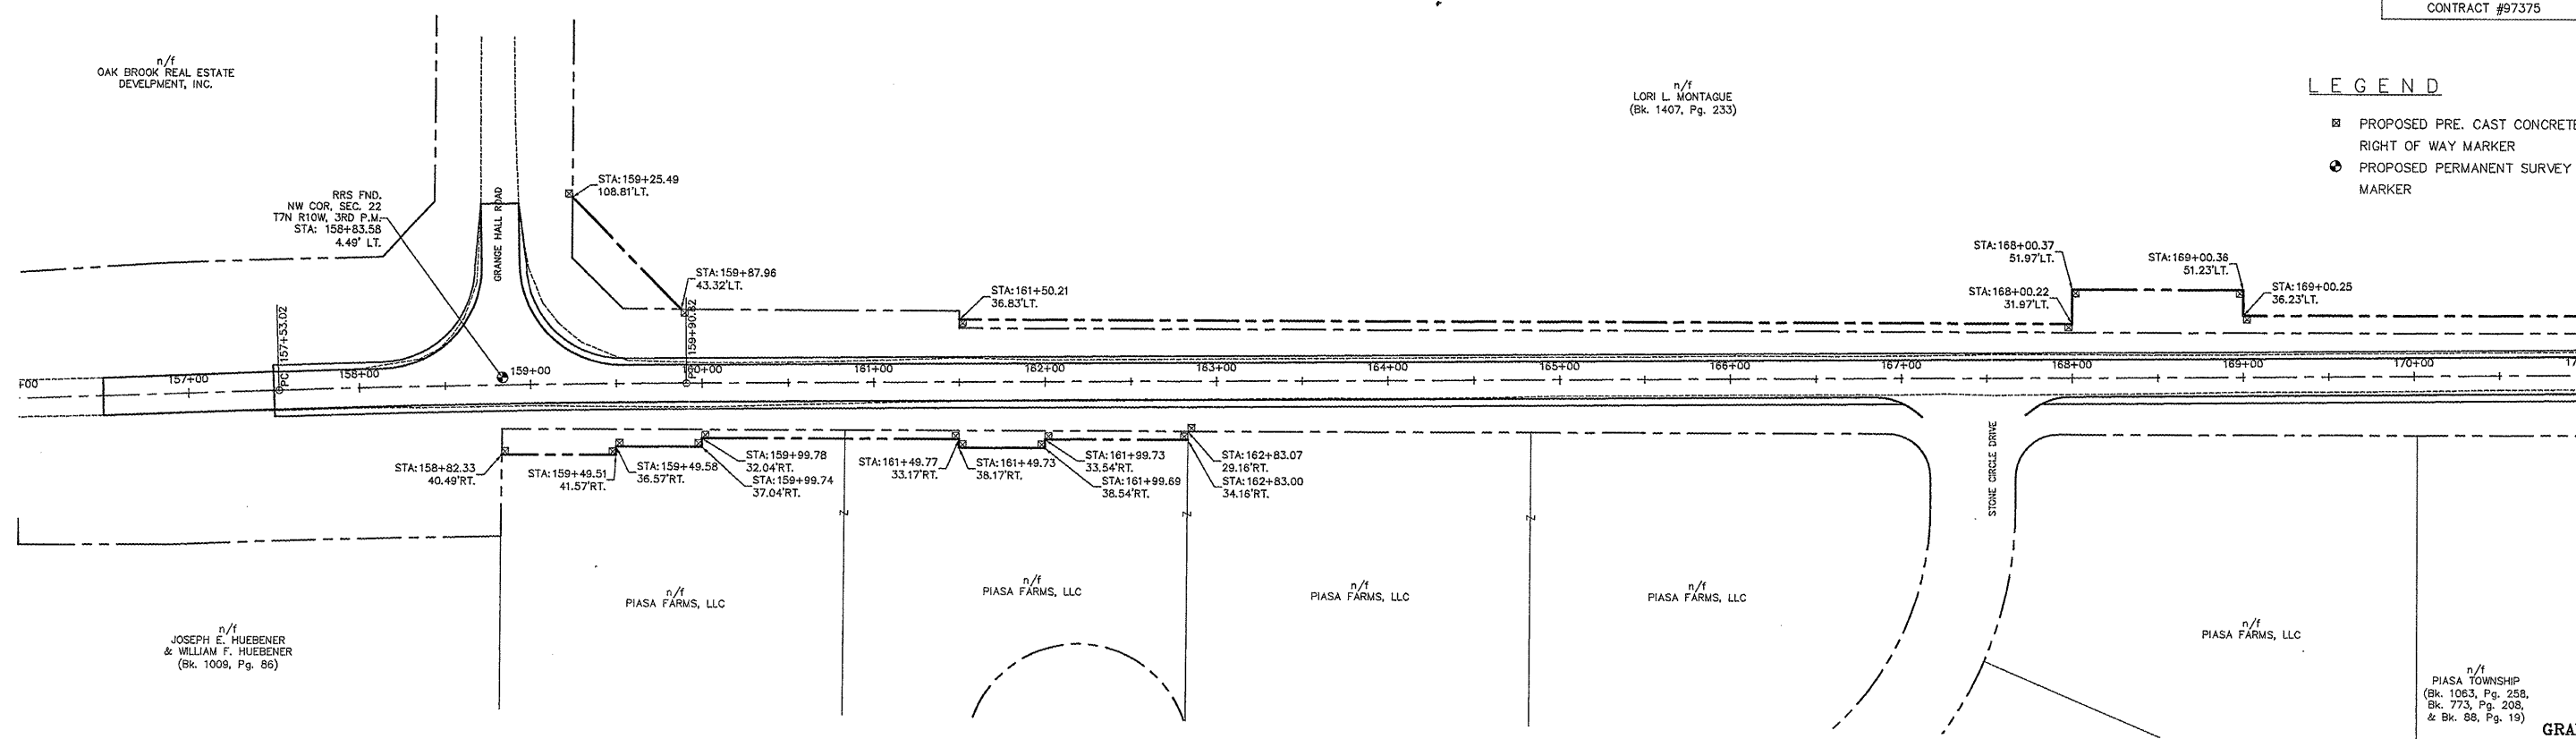 CONTRACT #97375
n/f
OAK BROOK REAL ESTATE
DEVELPMENT, INC.
n/f
LORI L. MONTAGUE
(Bk. 1407, Pg. 233)
LEGEND
PROPOSED PRE. CAST CONCRETE
RIGHT OF WAY MARKER
PROPOSED PERMANENT SURVEY
MARKER
RRS FND.
NW COR, SEC. 22
T7N R10W, 3RD P.M.
STA: 158+83.58
4.49' LT.
GRANGE HALL ROAD
STA:159+25.49
108.81'LT.
STA:159+87.96
43.32'LT.
STA:161+50.21
36.83'LT.
STA:168+00.37
51.97'LT.
STA:168+00.22
31.97'LT.
STA:169+00.36
51.23'LT.
STA:169+00.25
36.23'LT.
PC 157+53.02
159+90.82
+00
157+00
158+00
159+00
160+00
161+00
162+00
163+00
164+00
165+00
166+00
167+00
168+00
169+00
170+00
STA:158+82.33
40.49'RT.
STA:159+49.51
41.57'RT.
STA:159+49.58
36.57'RT.
STA:159+99.78
32.04'RT.
STA:159+99.74
37.04'RT.
STA:161+49.77
33.17'RT.
STA:161+49.73
38.17'RT.
STA:161+99.73
33.54'RT.
STA:161+99.69
38.54'RT.
STA:162+83.07
29.16'RT.
STA:162+83.00
34.16'RT.
STONE CIRCLE DRIVE
n/f
JOSEPH E. HUEBENER
& WILLIAM F. HUEBENER
(Bk. 1009, Pg. 86)
n/f
PIASA FARMS, LLC
n/f
PIASA FARMS, LLC
n/f
PIASA FARMS, LLC
n/f
PIASA FARMS, LLC
n/f
PIASA FARMS, LLC
n/f
PIASA TOWNSHIP
(Bk. 1063, Pg. 258,
Bk. 773, Pg. 208,
& Bk. 88, Pg. 19)